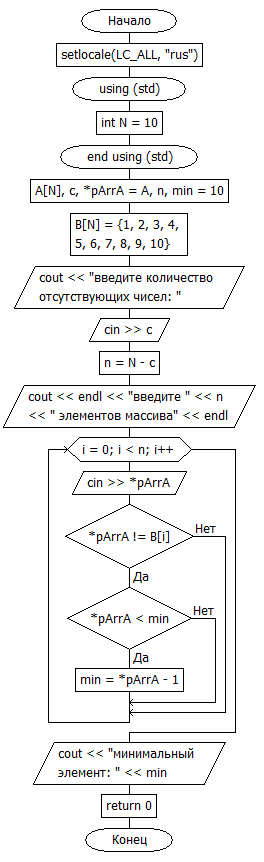 Начало
setlocale(LC_ALL, "rus")
using (std)
int N = 10
end using (std)
A[N], c, *pArrA = A, n, min = 10
B[N] = {1, 2, 3, 4,
5, 6, 7, 8, 9, 10}
cout << "введите количество
отсутствующих чисел: "
cin >> c
n = N - c
cout << endl << "введите " << n
<< " элементов массива" << endl
i = 0; i < n; i++
cin >> *pArrA
*pArrA != B[i]
Нет
Да
*pArrA < min
Нет
Да
min = *pArrA - 1
cout << "минимальный
элемент: " << min
return 0
Конец